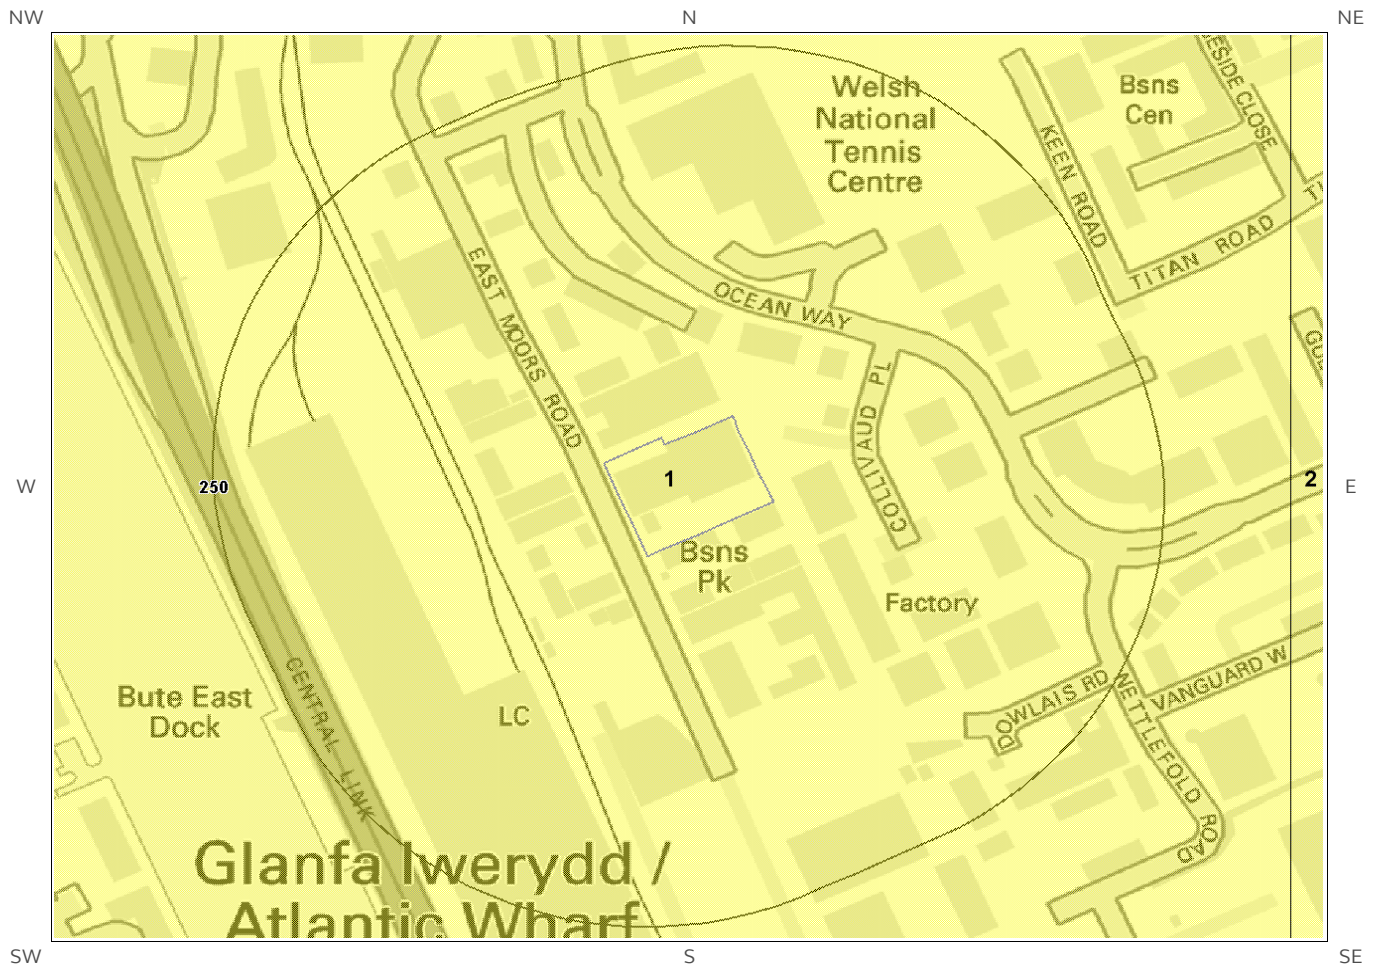 NW
N
NE
Welsh
National
Tennis
Centre
Bsns
Cen
ESIDE CLOSE
KEEN ROAD
TITAN ROAD
EAST MOORS ROAD
OCEAN WAY
COLLIVAUD PL
W
250
1
2
E
Bsns
Pk
Factory
CENTRAL LINK
Bute East
Dock
LC
DOWLAIS RD
NETTLEFOLD ROAD
VANGUARD W
Glanfa Iwerydd /
Atlantic Wharf
SW
S
SE